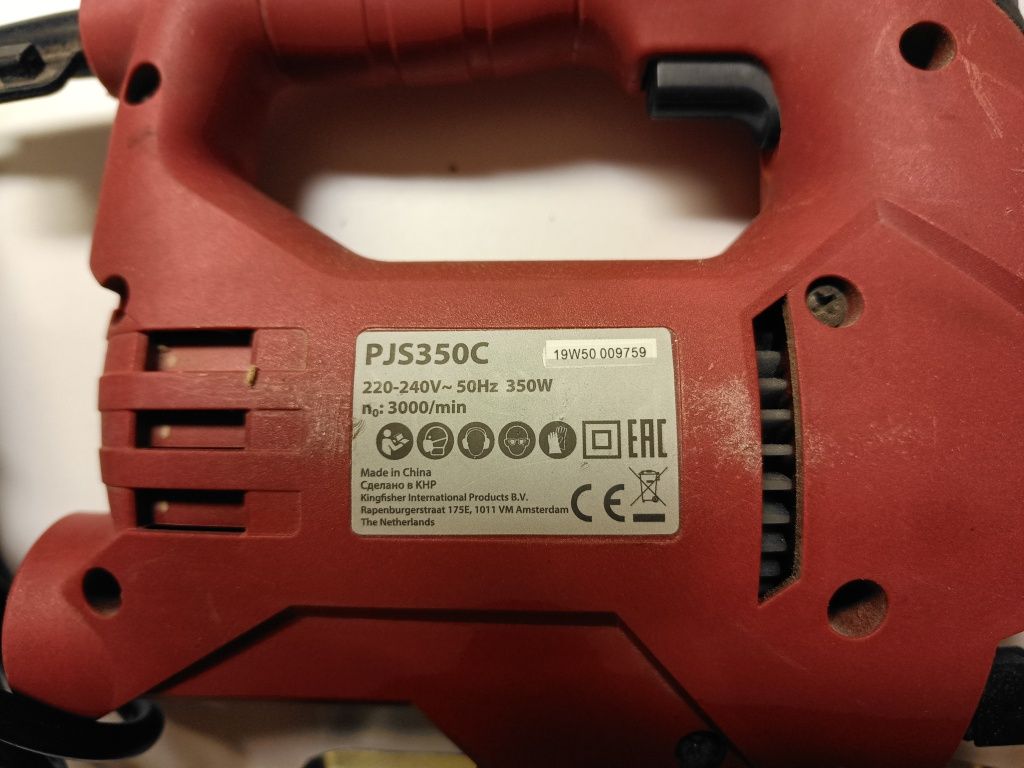 PJS350C
19W50 009759
220-240V~ 50Hz 350W
n₀: 3000/min
EAC
Made in China
Сделано в КНР
Kingfisher International Products B.V.
Rapenburgerstraat 175E, 1011 VM Amsterdam
The Netherlands
CE